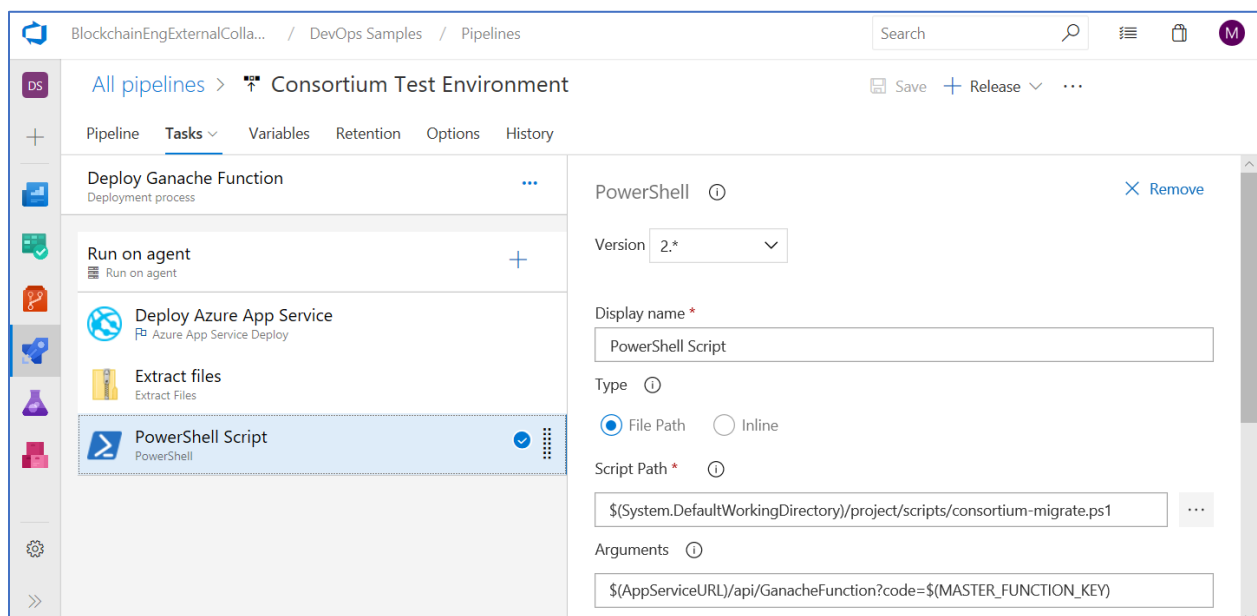 BlockchainEngExternalColla... / DevOps Samples / Pipelines
Search
M
DS
All pipelines > Consortium Test Environment
Save + Release ...
Pipeline Tasks Variables Retention Options History
Deploy Ganache Function
Deployment process
...
Run on agent
Run on agent
Deploy Azure App Service
Azure App Service Deploy
Extract files
Extract Files
PowerShell Script
PowerShell
PowerShell
Remove
Version 2.*
Display name *
PowerShell Script
Type
File Path Inline
Script Path *
$(System.DefaultWorkingDirectory)/project/scripts/consortium-migrate.ps1
...
Arguments
$(AppServiceURL)/api/GanacheFunction?code=$(MASTER_FUNCTION_KEY)